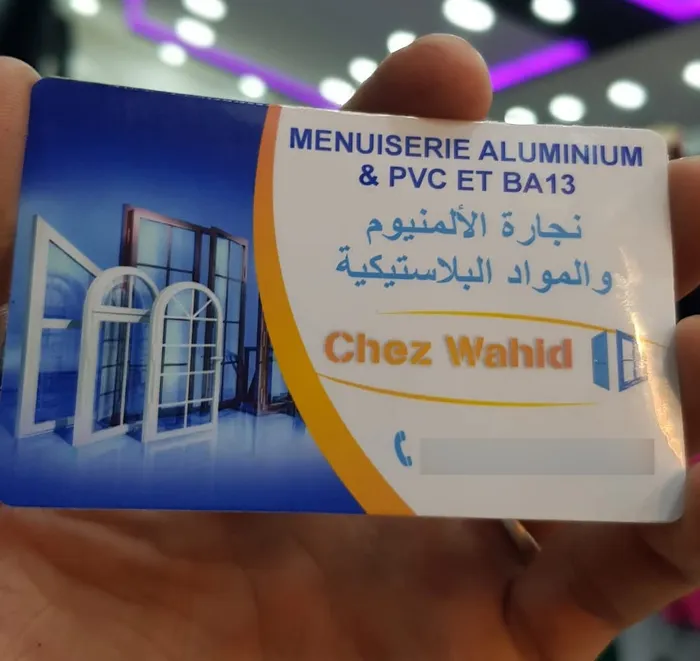 MENUISERIE ALUMINIUM
& PVC ET BA13
نجارة الألمنيوم
والمواد البلاستيكية
Chez Wahid